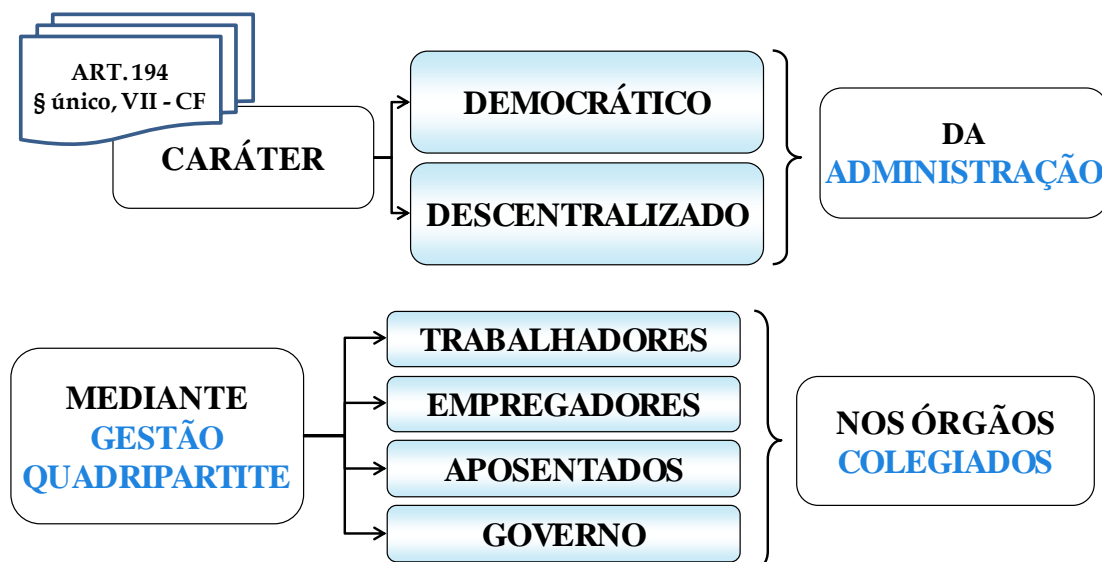 ART. 194
§ único, VII - CF
CARÁTER
DEMOCRÁTICO
DESCENTRALIZADO
DA
ADMINISTRAÇÃO
MEDIANTE
GESTÃO
QUADRIPARTITE
TRABALHADORES
EMPREGADORES
APOSENTADOS
GOVERNO
NOS ÓRGÃOS
COLEGIADOS